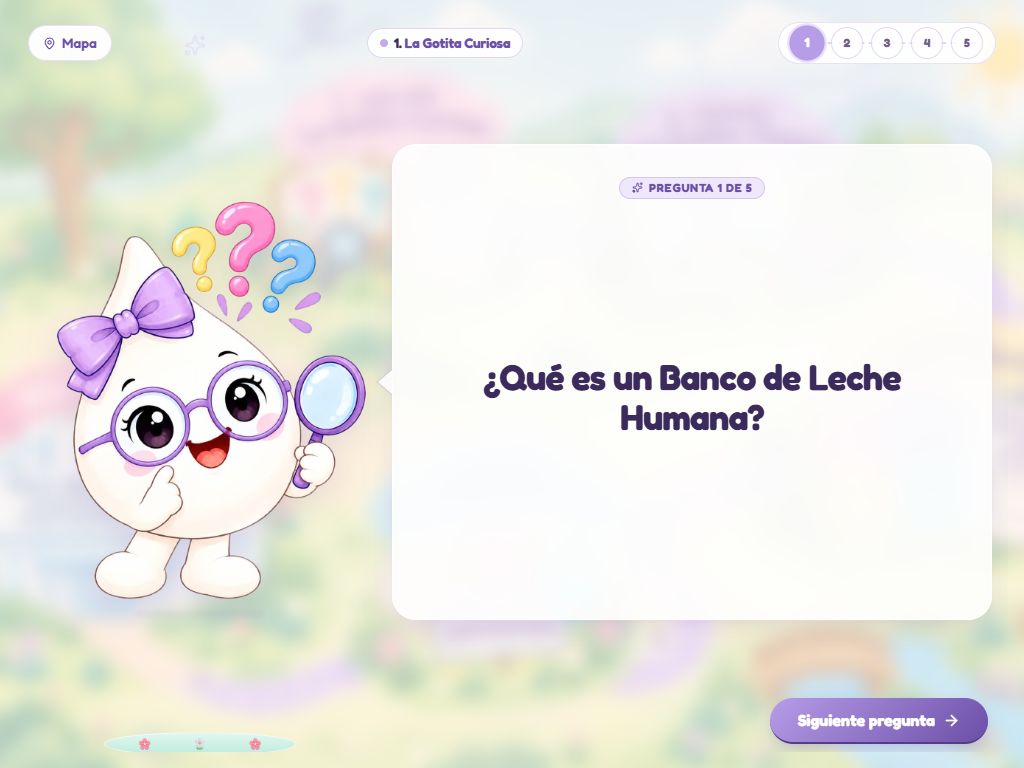 Mapa
1. La Gotita Curiosa
1 2 3 4 5
PREGUNTA 1 DE 5
¿Qué es un Banco de Leche
Humana?
Siguiente pregunta